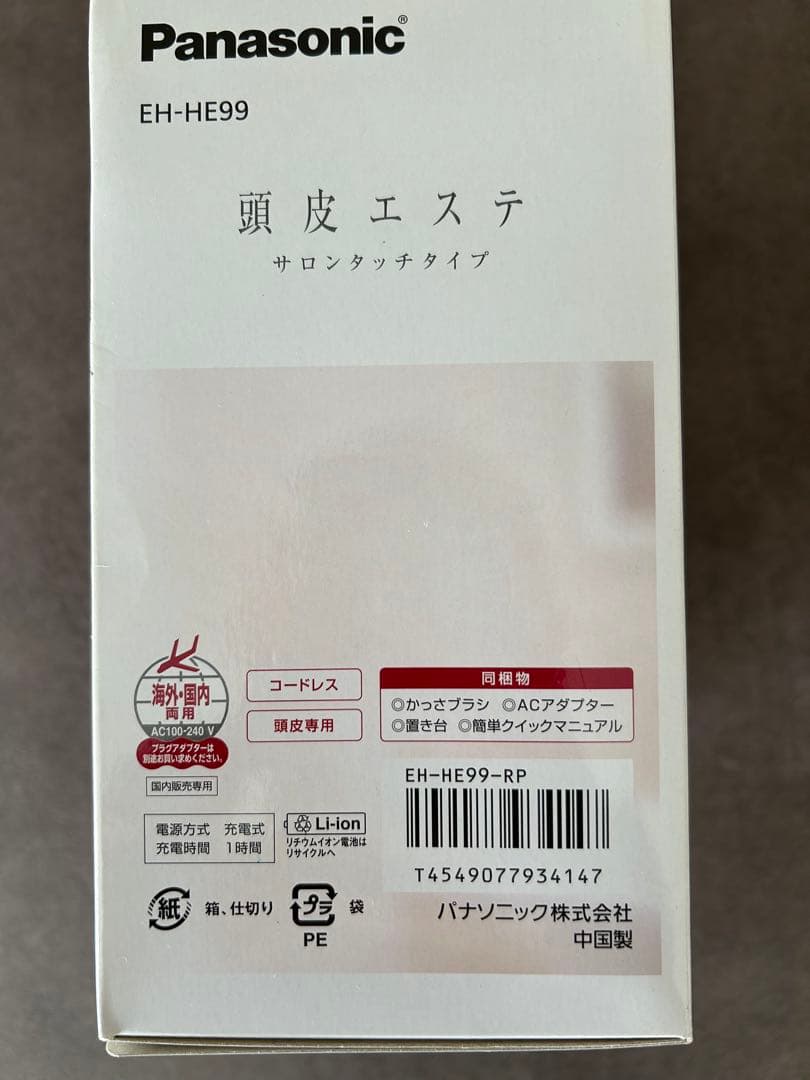 Panasonic®
EH-HE99
頭皮エステ
サロンタッチタイプ
海外・国内
両用
AC100-240 V
プラグアダプターは
別途お買い求めください。
国内販売専用
コードレス
頭皮専用
同梱物
◎かっさブラシ ◎ACアダプター
◎置き台 ◎簡単クイックマニュアル
電源方式 充電式
充電時間 1時間
Li-ion
リチウムイオン電池は
リサイクルへ
EH-HE99-RP
T4549077934147
紙 箱、仕切り
プラ 袋
PE
パナソニック株式会社
中国製